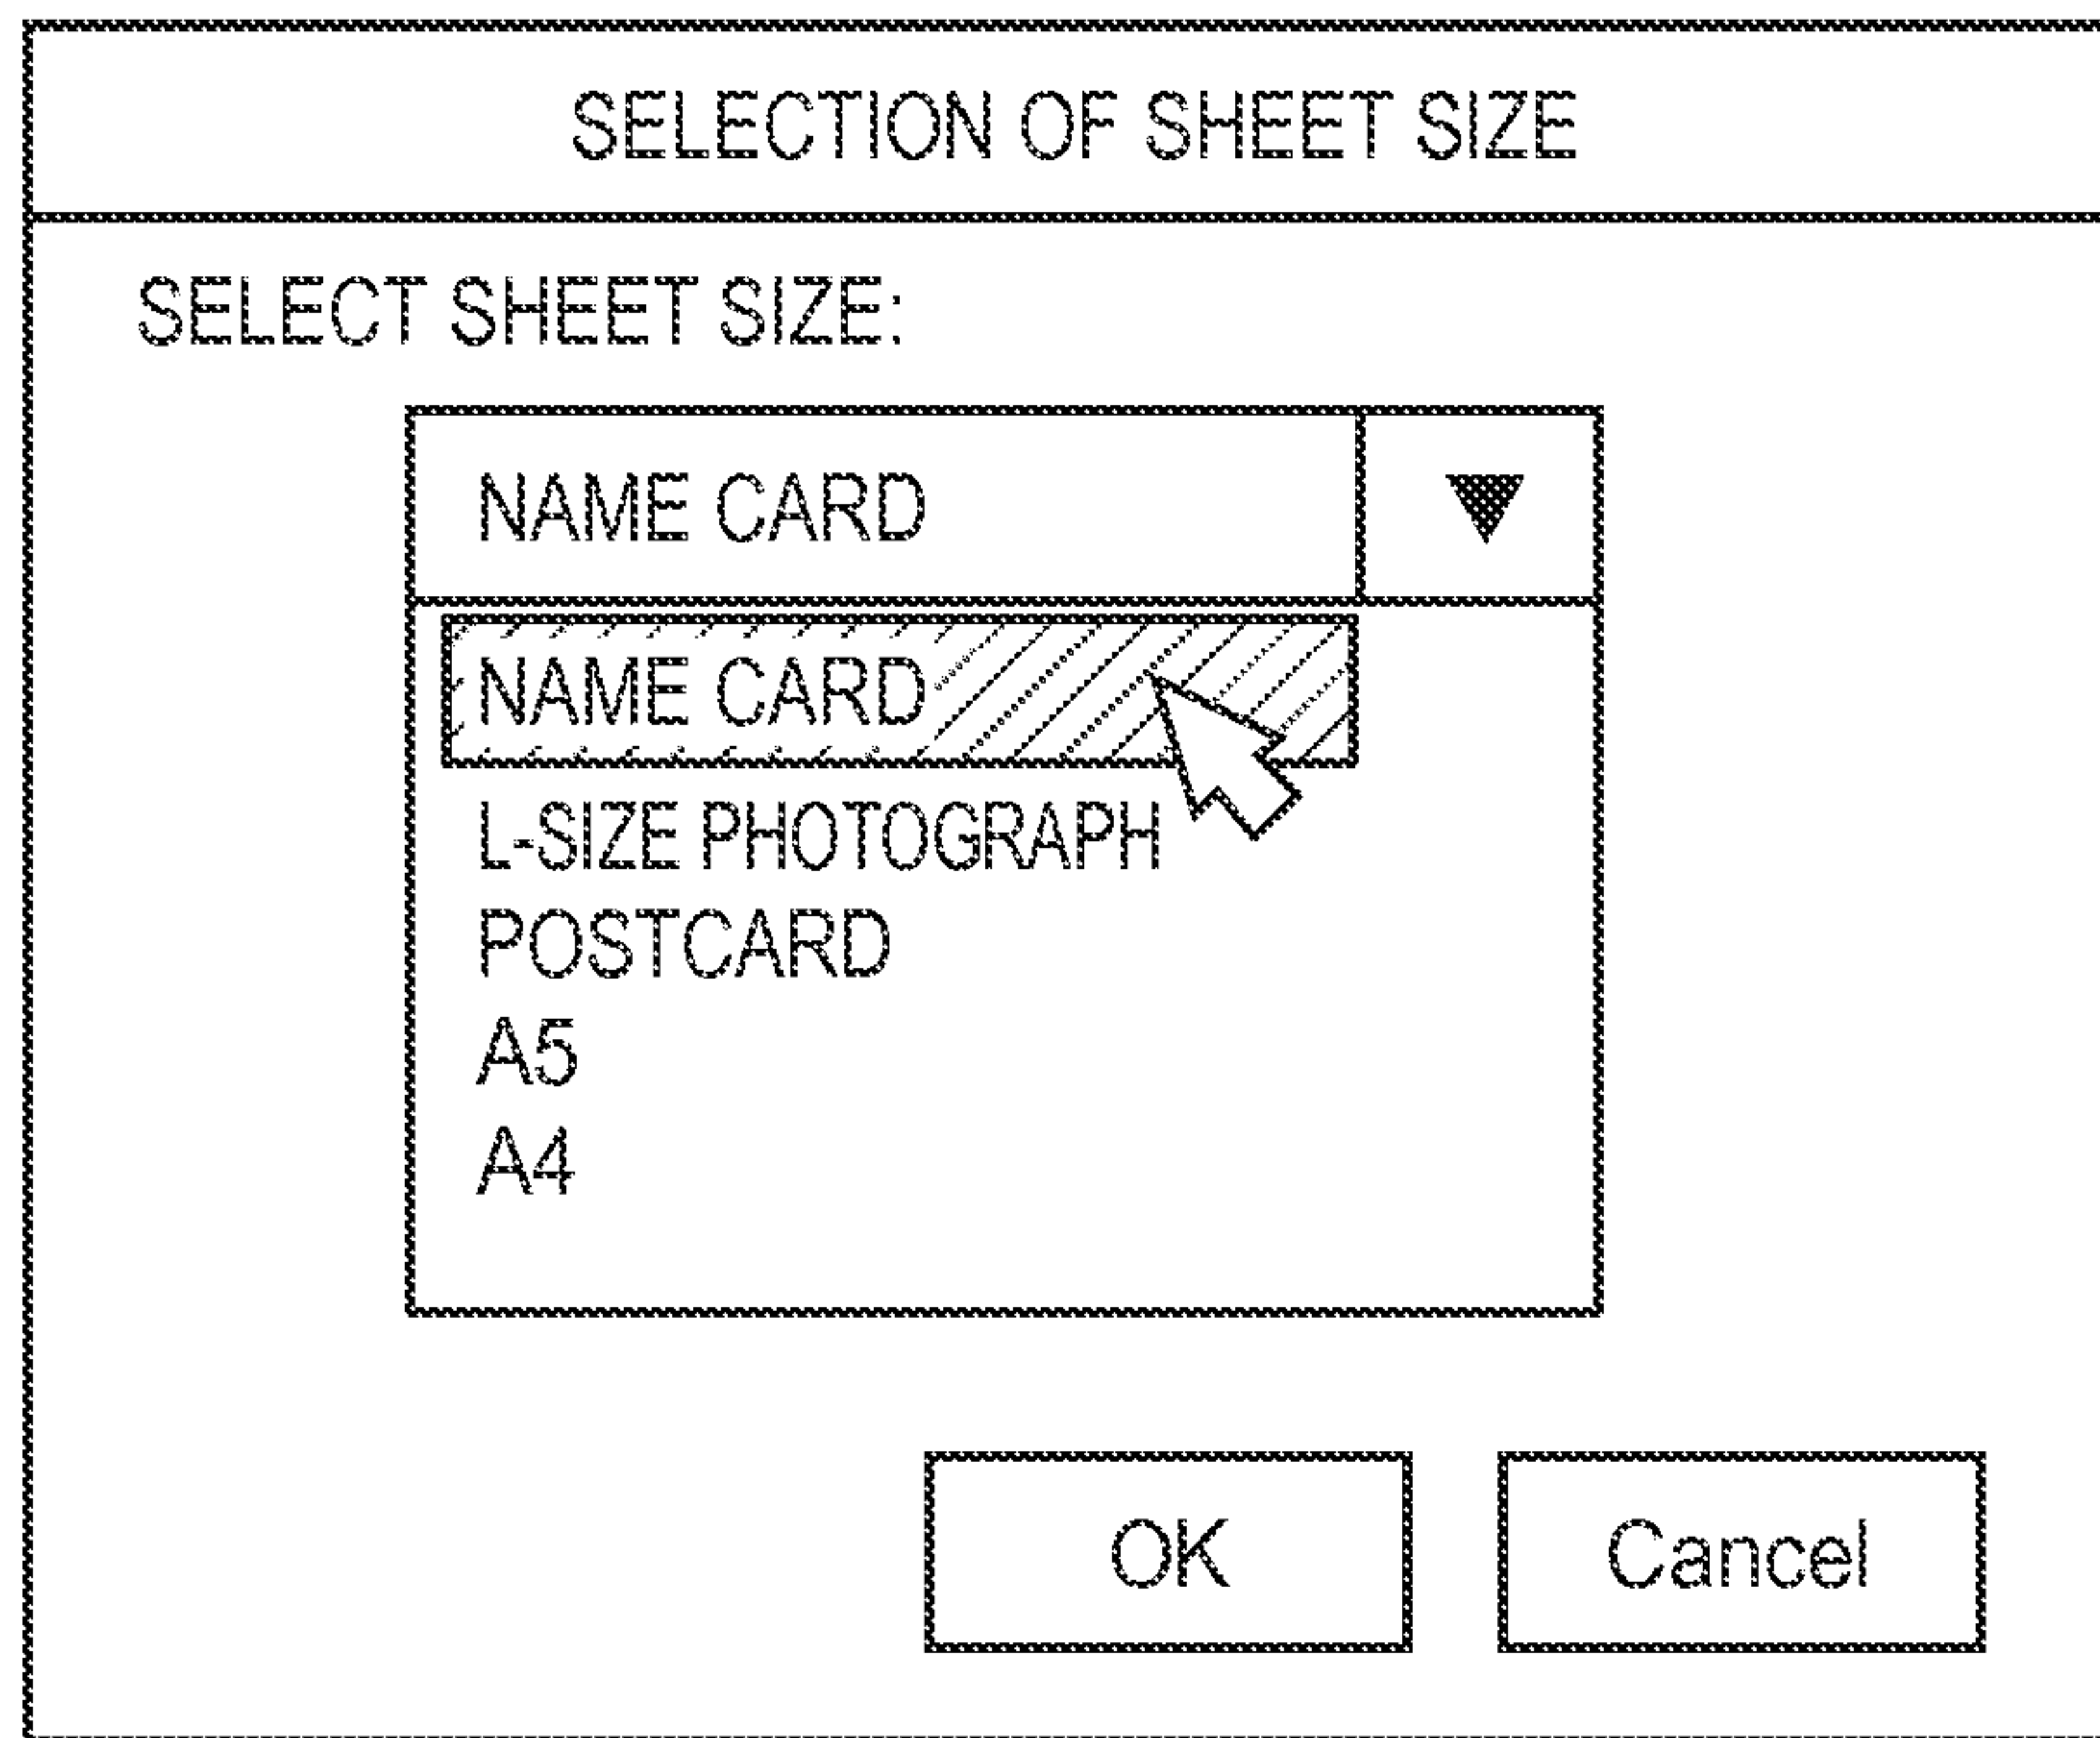 SELECTION OF SHEET SIZE
SELECT SHEET SIZE:
NAME CARD
NAME CARD
L-SIZE PHOTOGRAPH
POSTCARD
A5
A4
OK
Cancel